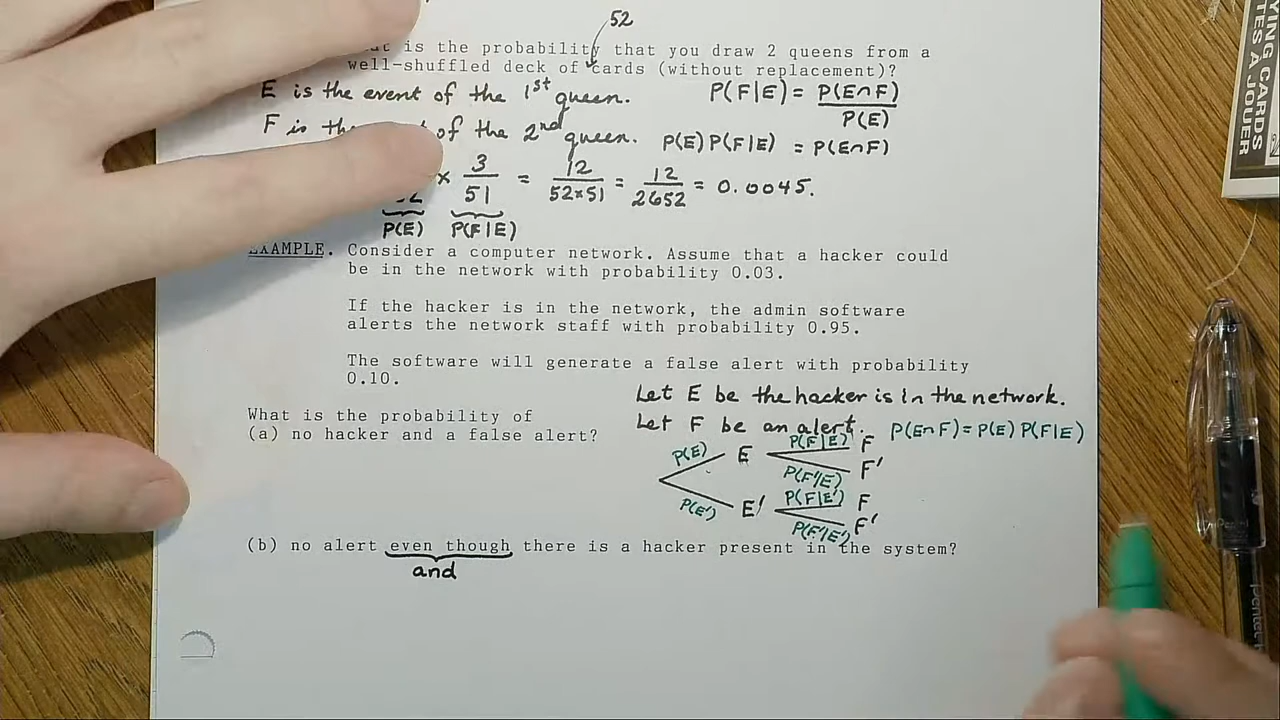 52
is the probability that you draw 2 queens from a
well-shuffled deck of cards (without replacement)?
E is the event of the 1st queen.
P(F|E) = P(E∩F)
P(E)
F is the of the 2nd queen.
P(E) P(F|E) = P(E∩F)
× 3/51 = 12/52×51 = 12/2652 = 0.0045.
P(E) P(F|E)
EXAMPLE. Consider a computer network. Assume that a hacker could
be in the network with probability 0.03.
If the hacker is in the network, the admin software
alerts the network staff with probability 0.95.
The software will generate a false alert with probability
0.10.
Let E be the hacker is in the network.
What is the probability of
(a) no hacker and a false alert?
Let F be an alert.
P(E∩F) = P(E) P(F|E)
P(E) E P(F|E) F
P(F'|E) F'
P(E') E' P(F|E') F
P(F'|E') F'
(b) no alert even though there is a hacker present in the system?
and
YING CARDS
TES À JOUER
Pentel